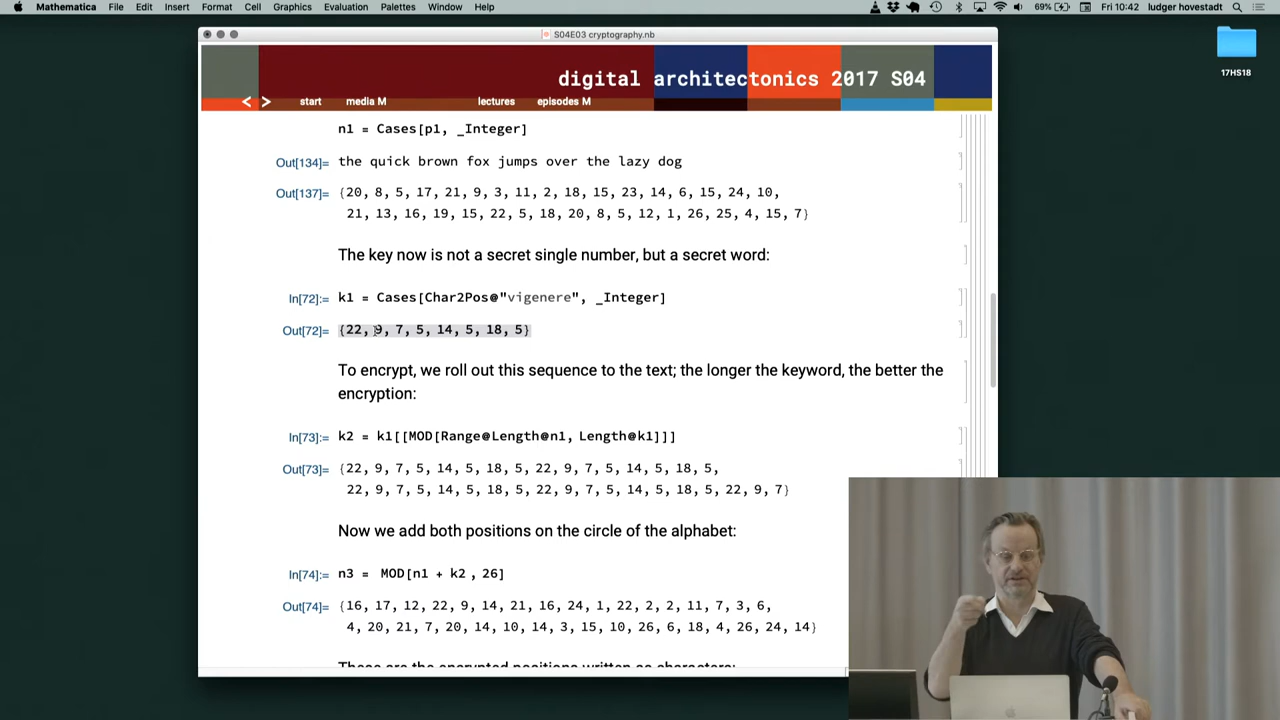 Mathematica File Edit Insert Format Cell Graphics Evaluation Palettes Window Help 69% Fri 10:42 ludger hovestadt
S04E03 cryptography.nb
17HS18
digital architectonics 2017 S04
< > start media M lectures episodes M
n1 = Cases[p1, _Integer]
Out[134]= the quick brown fox jumps over the lazy dog
Out[137]= {20, 8, 5, 17, 21, 9, 3, 11, 2, 18, 15, 23, 14, 6, 15, 24, 10,
21, 13, 16, 19, 15, 22, 5, 18, 20, 8, 5, 12, 1, 26, 25, 4, 15, 7}
The key now is not a secret single number, but a secret word:
In[72]:= k1 = Cases[Char2Pos@"vigenere", _Integer]
Out[72]= {22, 9, 7, 5, 14, 5, 18, 5}
To encrypt, we roll out this sequence to the text; the longer the keyword, the better the
encryption:
In[73]:= k2 = k1[[MOD[Range@Length@n1, Length@k1]]]
Out[73]= {22, 9, 7, 5, 14, 5, 18, 5, 22, 9, 7, 5, 14, 5, 18, 5,
22, 9, 7, 5, 14, 5, 18, 5, 22, 9, 7, 5, 14, 5, 18, 5, 22, 9, 7}
Now we add both positions on the circle of the alphabet:
In[74]:= n3 = MOD[n1 + k2 , 26]
Out[74]= {16, 17, 12, 22, 9, 14, 21, 16, 24, 1, 22, 2, 2, 11, 7, 3, 6,
4, 20, 21, 7, 20, 14, 10, 14, 3, 15, 10, 26, 6, 18, 4, 26, 24, 14}
These are the encrypted positions written as characters: